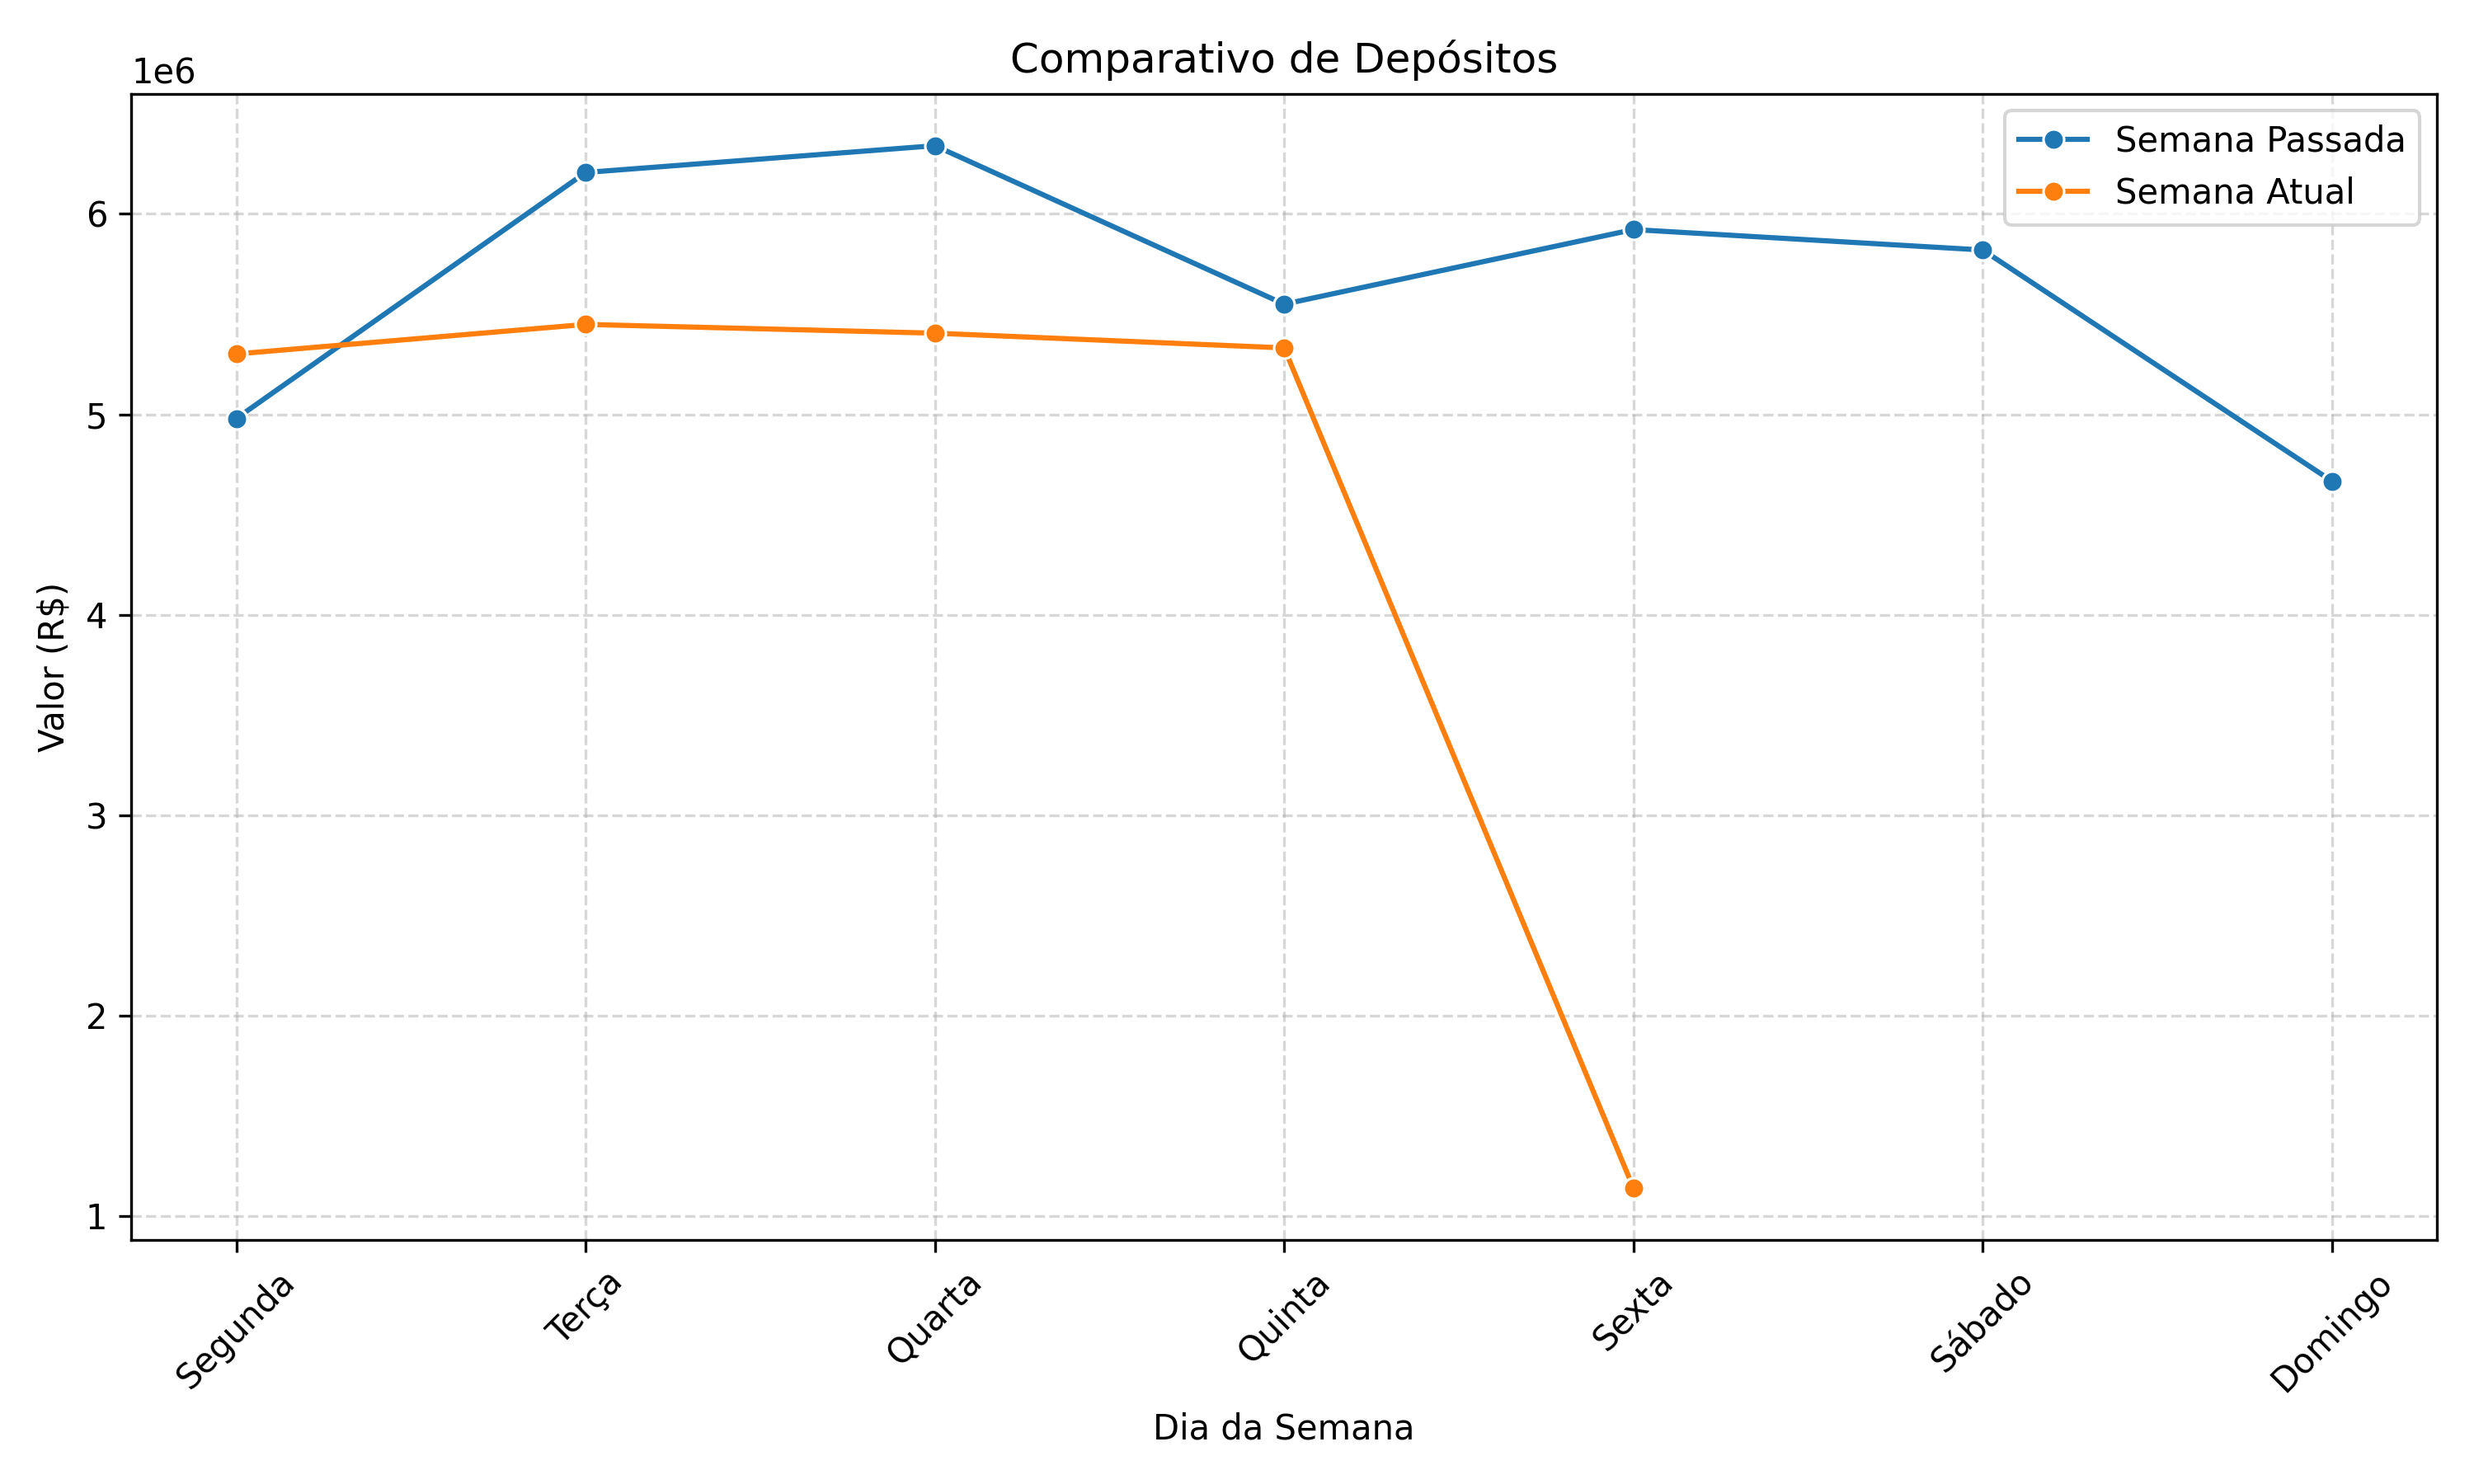 Comparativo de Depósitos
1e6
Semana Passada
Semana Atual
6
5
4
3
2
1
Valor (R$)
Segunda
Terça
Quarta
Quinta
Sexta
Sábado
Domingo
Dia da Semana